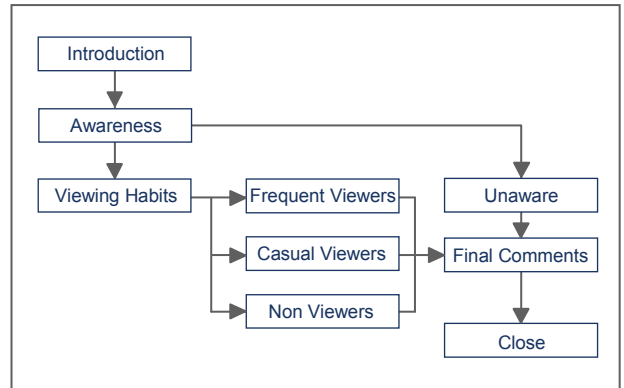 Introduction
Awareness
Viewing Habits
Frequent Viewers
Unaware
Casual Viewers
Final Comments
Non Viewers
Close